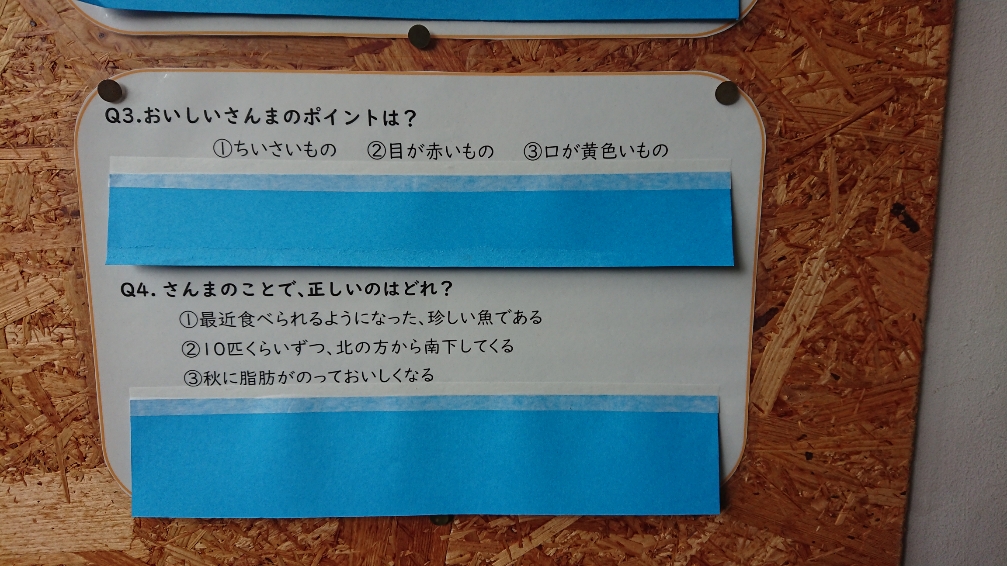 Q3.おいしいさんまのポイントは？
①ちいさいもの　②目が赤いもの　③口が黄色いもの
Q4.さんまのことで、正しいのはどれ？
①最近食べられるようになった、珍しい魚である
②10匹くらいずつ、北の方から南下してくる
③秋に脂肪がのっておいしくなる